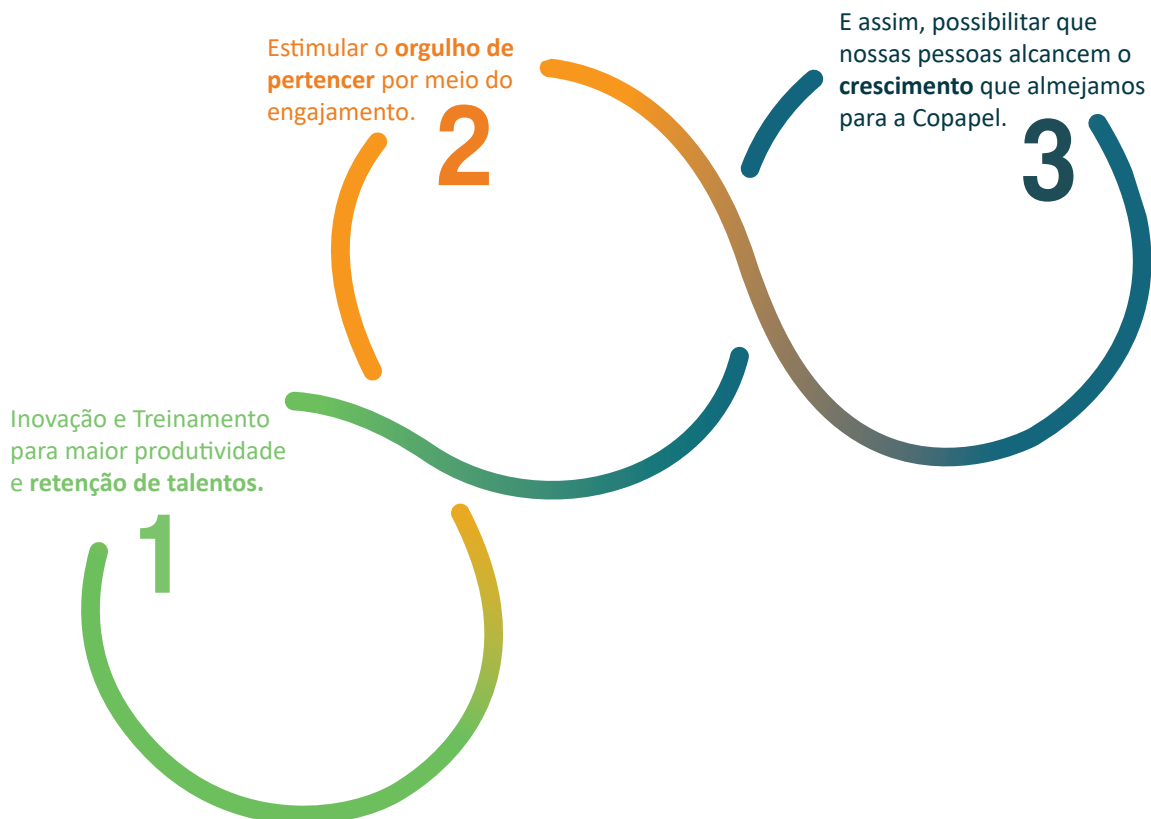 Inovação e Treinamento
para maior produtividade
e retenção de talentos.
1
Estimular o orgulho de
pertencer por meio do
engajamento.
2
E assim, possibilitar que
nossas pessoas alcancem o
crescimento que almejamos
para a Copapel.
3